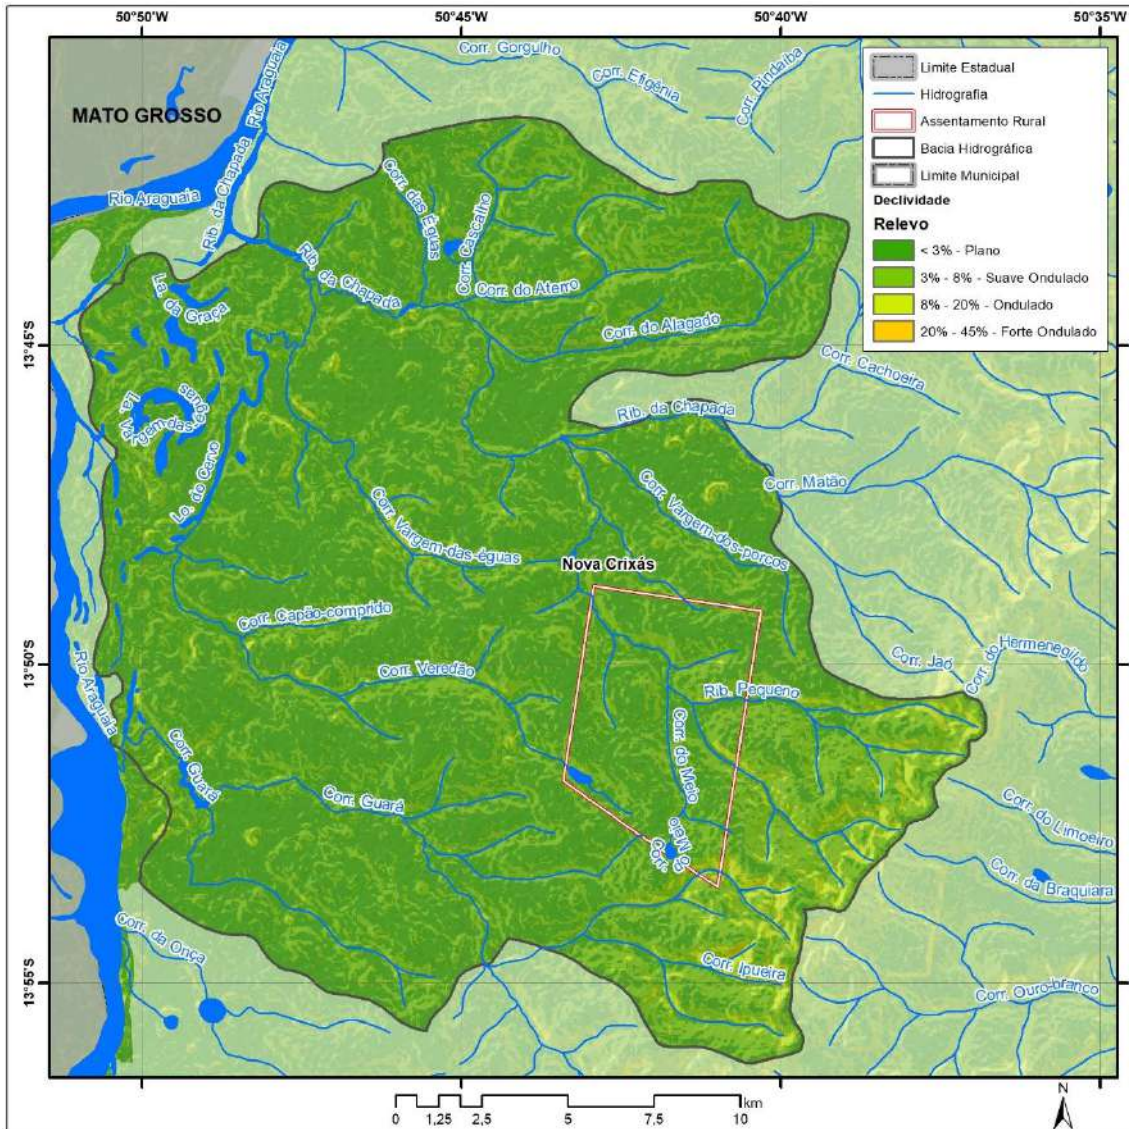 50°50'W
50°45'W
50°40'W
50°35'W
Limite Estadual
Hidrografia
Assentamento Rural
Bacia Hidrográfica
Limite Municipal
Declividade
Relevo
< 3% - Plano
3% - 8% - Suave Ondulado
8% - 20% - Ondulado
20% - 45% - Forte Ondulado
MATO GROSSO
Rio Araguaia
Rio Araguaia
Rib. da Chapada
Corr. Gorgulho
Corr. Efigênia
Corr. Pindaíba
Corr. das Éguas
Corr. Cascalho
Rib. da Chapada
Corr. do Aterro
Corr. do Alagado
La. da Graça
13°45'S
Corr. Cachoeira
La. Vargem-das-éguas
Rib. da Chapada
Lo. do Cervo
Corr. Matão
Corr. Vargem-dos-porcos
Corr. Vargem-das-éguas
Nova Crixás
Corr. Capão-comprido
13°50'S
Corr. Veredão
Corr. Jaó
Corr. do Hermenegildo
Rib. Pequeno
Rio Araguaia
Corr. do Meio
Corr. Guará
Corr. Guará
Corr. do Limoeiro
Corr. do Meio
Corr. da Braquiara
Corr. da Onça
Corr. Ipueira
13°55'S
Corr. Ouro-branco
N
km
0
1,25
2,5
5
7,5
10